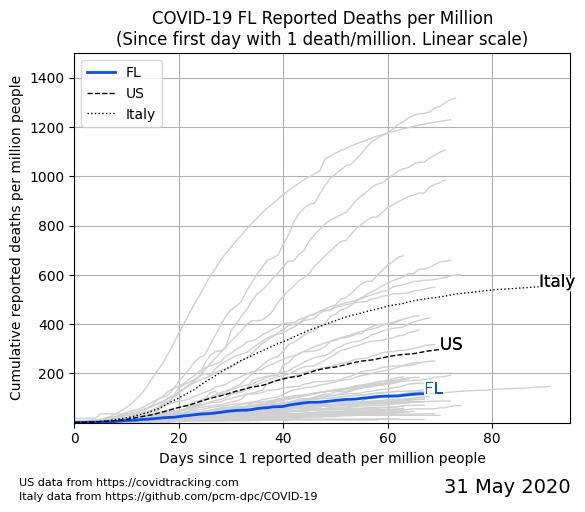 COVID-19 FL Reported Deaths per Million
(Since first day with 1 death/million. Linear scale)
Cumulative reported deaths per million people
1400
1200
1000
800
600
400
200
FL
US
Italy
Italy
US
FL
0
20
40
60
80
Days since 1 reported death per million people
US data from https://covidtracking.com
Italy data from https://github.com/pcm-dpc/COVID-19
31 May 2020